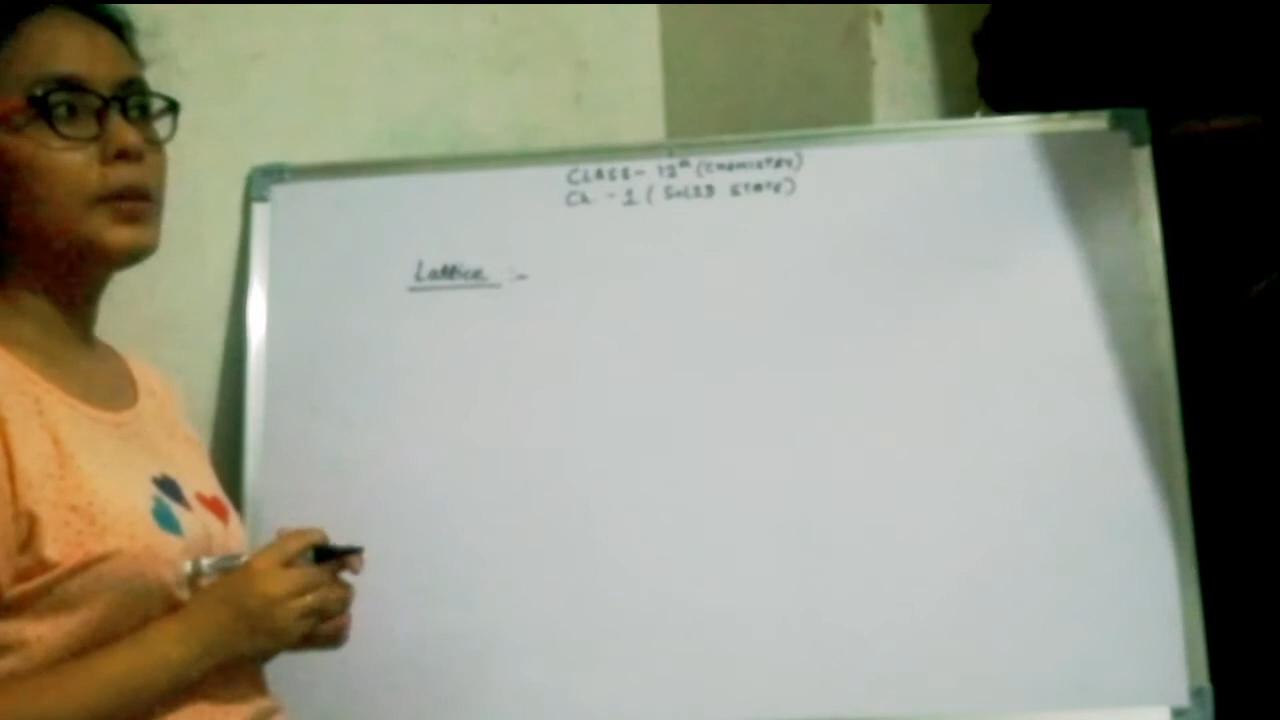 CLASS- 12th (CHEMISTRY)
Ch - 1 ( SOLID STATE)
Lattice :-